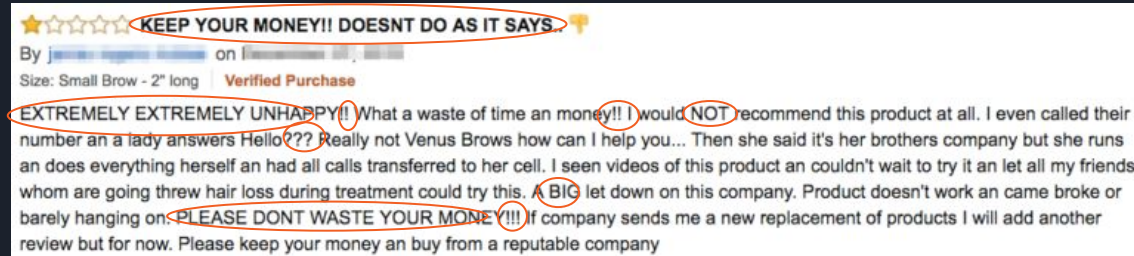 KEEP YOUR MONEY!! DOESNT DO AS IT SAYS..
By on
Size: Small Brow - 2" long Verified Purchase
EXTREMELY EXTREMELY UNHAPPY!! What a waste of time an money!! I would NOT recommend this product at all. I even called their
number an a lady answers Hello??? Really not Venus Brows how can I help you... Then she said it's her brothers company but she runs
an does everything herself an had all calls transferred to her cell. I seen videos of this product an couldn't wait to try it an let all my friends
whom are going threw hair loss during treatment could try this. A BIG let down on this company. Product doesn't work an came broke or
barely hanging on. PLEASE DONT WASTE YOUR MONEY!!! If company sends me a new replacement of products I will add another
review but for now. Please keep your money an buy from a reputable company